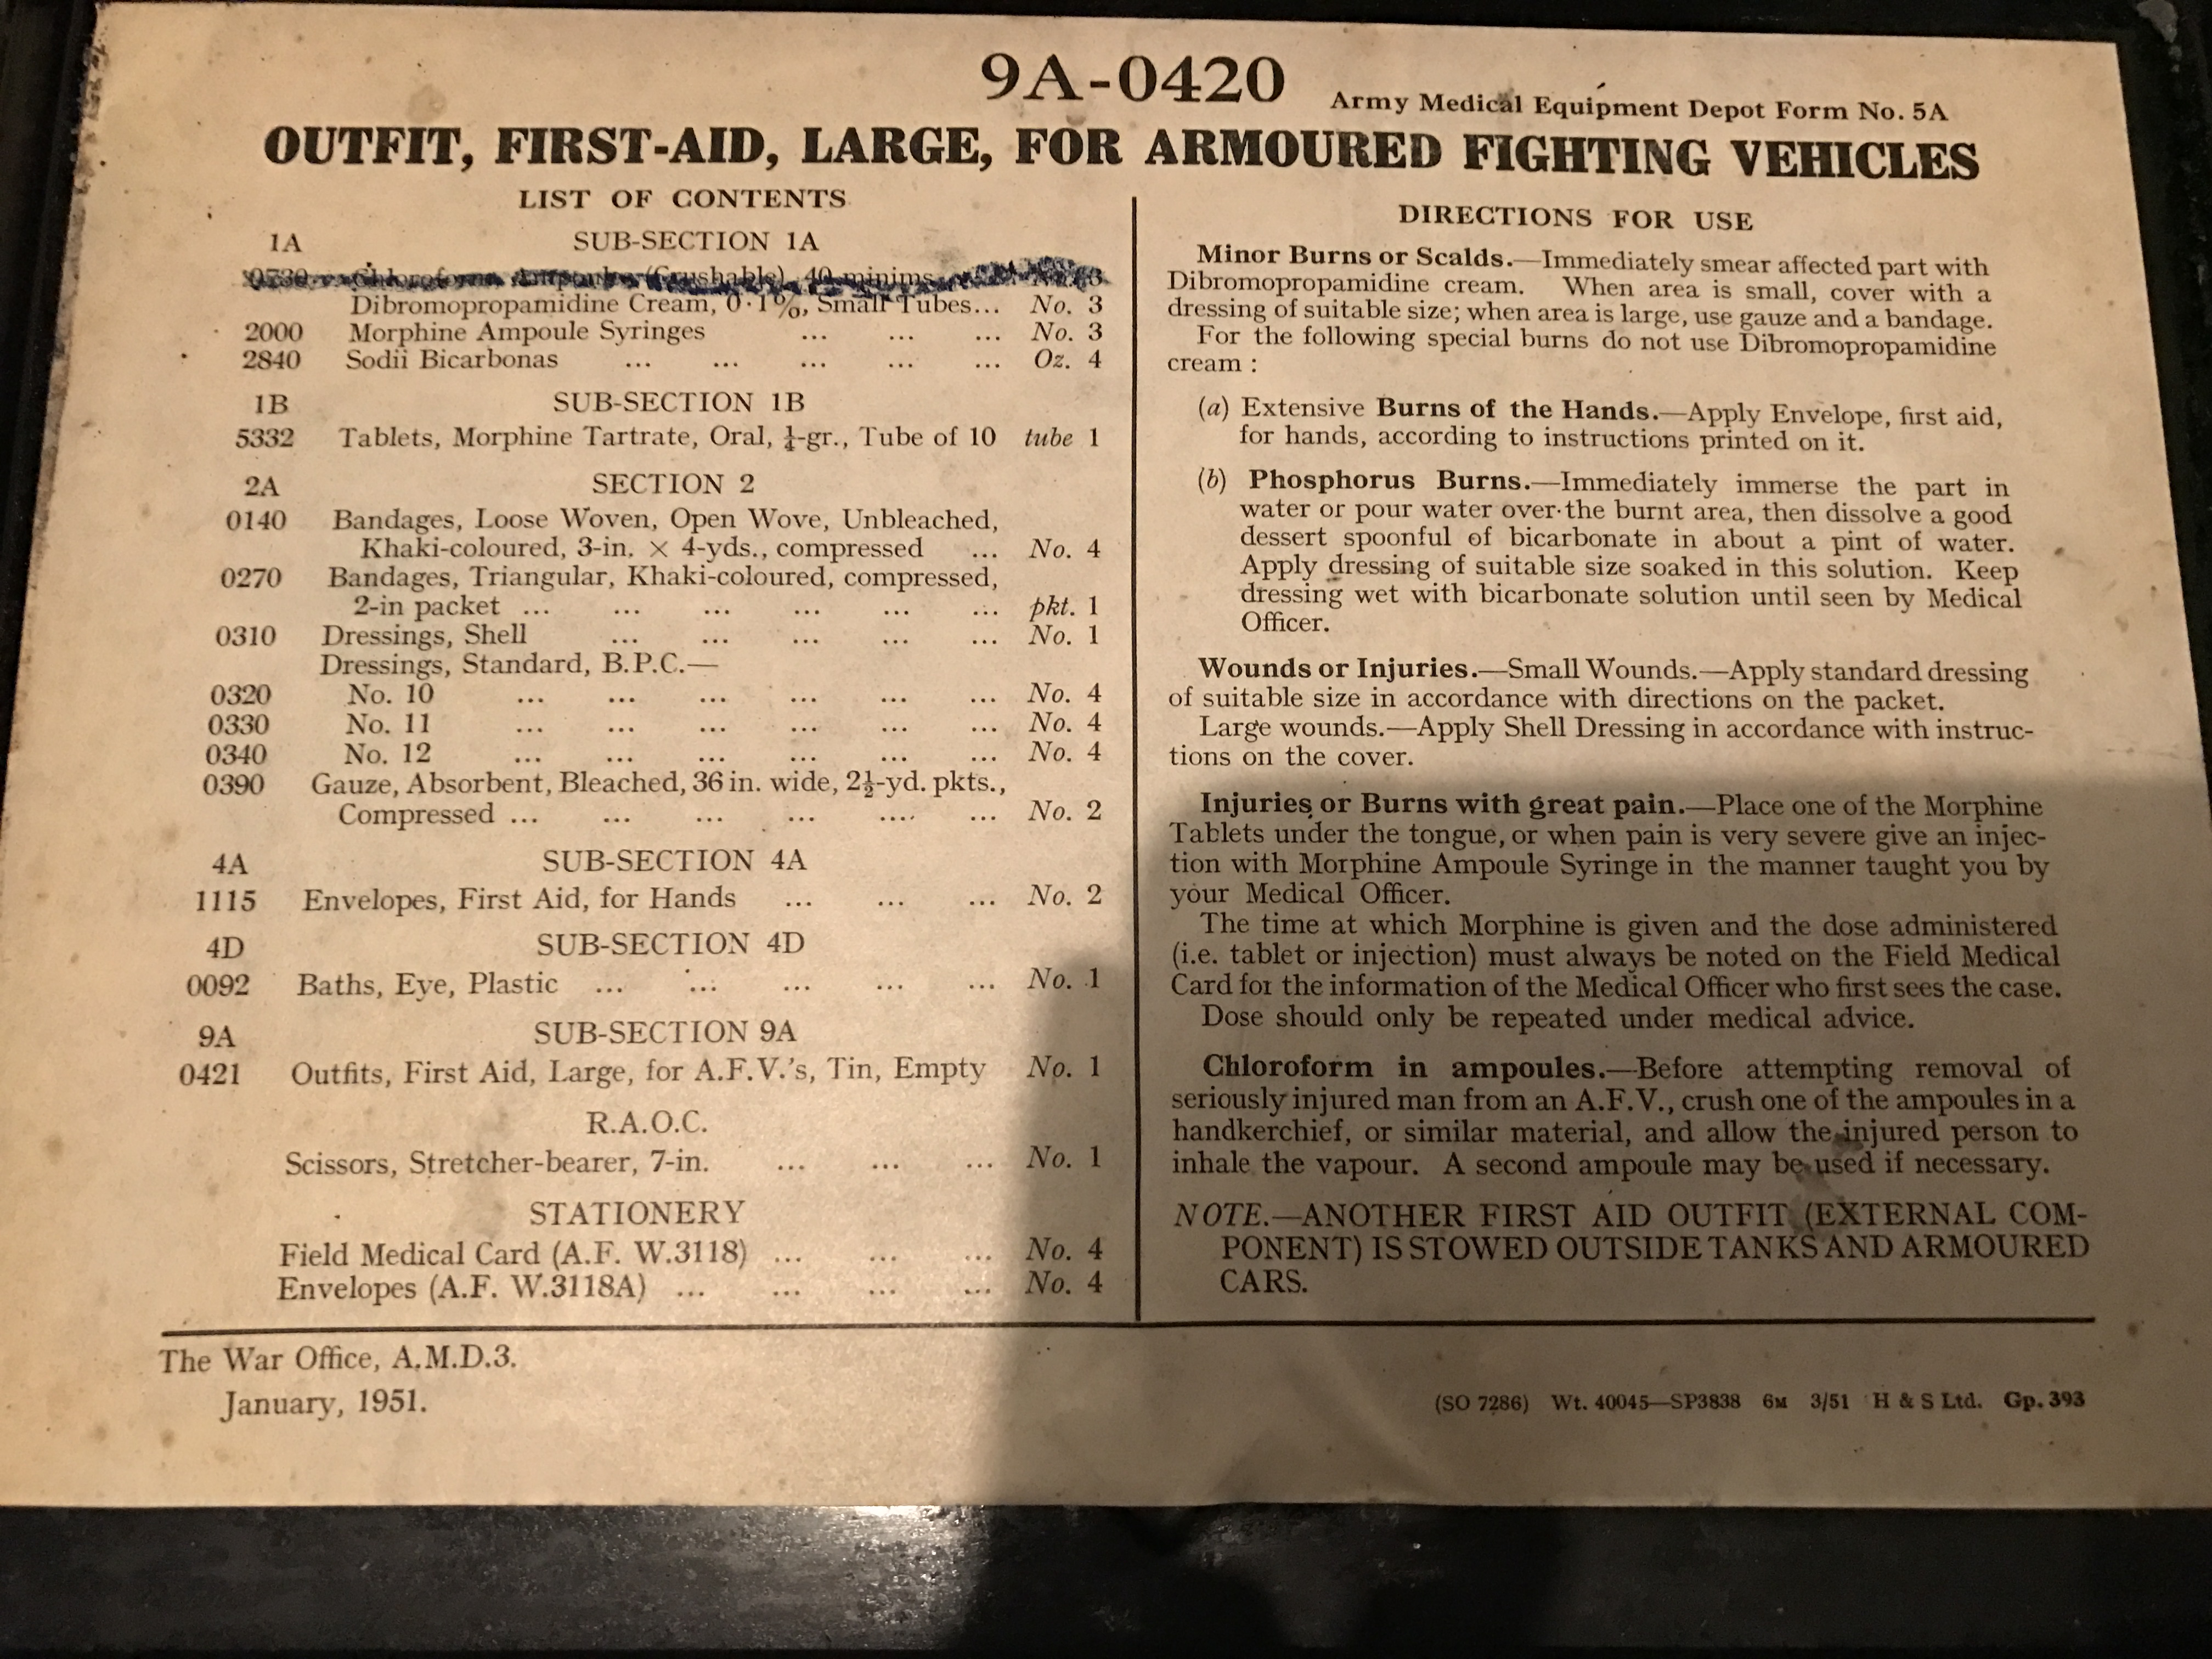 9A-0420
Army Medical Equipment Depot Form No. 5A
OUTFIT, FIRST-AID, LARGE, FOR ARMOURED FIGHTING VEHICLES
LIST OF CONTENTS
1A SUB-SECTION 1A
0730 Chloroform Ampoules (Crushable), 40 minims
Dibromopropamidine Cream, 0·1%, Small Tubes... No. 3
2000 Morphine Ampoule Syringes ... ... ... No. 3
2840 Sodii Bicarbonas ... ... ... ... ... Oz. 4
1B SUB-SECTION 1B
5332 Tablets, Morphine Tartrate, Oral, ¼-gr., Tube of 10 tube 1
2A SECTION 2
0140 Bandages, Loose Woven, Open Wove, Unbleached,
Khaki-coloured, 3-in. × 4-yds., compressed ... No. 4
0270 Bandages, Triangular, Khaki-coloured, compressed,
2-in packet ... ... ... ... ... ... pkt. 1
0310 Dressings, Shell ... ... ... ... ... No. 1
Dressings, Standard, B.P.C.—
0320 No. 10 ... ... ... ... ... ... No. 4
0330 No. 11 ... ... ... ... ... ... No. 4
0340 No. 12 ... ... ... ... ... ... No. 4
0390 Gauze, Absorbent, Bleached, 36 in. wide, 2½-yd. pkts.,
Compressed ... ... ... ... ... ... No. 2
4A SUB-SECTION 4A
1115 Envelopes, First Aid, for Hands ... ... ... No. 2
4D SUB-SECTION 4D
0092 Baths, Eye, Plastic ... ... ... ... ... No. 1
9A SUB-SECTION 9A
0421 Outfits, First Aid, Large, for A.F.V.'s, Tin, Empty No. 1
R.A.O.C.
Scissors, Stretcher-bearer, 7-in. ... ... ... No. 1
STATIONERY
Field Medical Card (A.F. W.3118) ... ... ... No. 4
Envelopes (A.F. W.3118A) ... ... ... ... No. 4
DIRECTIONS FOR USE
Minor Burns or Scalds.—Immediately smear affected part with
Dibromopropamidine cream. When area is small, cover with a
dressing of suitable size; when area is large, use gauze and a bandage.
For the following special burns do not use Dibromopropamidine
cream :
(a) Extensive Burns of the Hands.—Apply Envelope, first aid,
for hands, according to instructions printed on it.
(b) Phosphorus Burns.—Immediately immerse the part in
water or pour water over the burnt area, then dissolve a good
dessert spoonful of bicarbonate in about a pint of water.
Apply dressing of suitable size soaked in this solution. Keep
dressing wet with bicarbonate solution until seen by Medical
Officer.
Wounds or Injuries.—Small Wounds.—Apply standard dressing
of suitable size in accordance with directions on the packet.
Large wounds.—Apply Shell Dressing in accordance with instruc-
tions on the cover.
Injuries or Burns with great pain.—Place one of the Morphine
Tablets under the tongue, or when pain is very severe give an injec-
tion with Morphine Ampoule Syringe in the manner taught you by
your Medical Officer.
The time at which Morphine is given and the dose administered
(i.e. tablet or injection) must always be noted on the Field Medical
Card for the information of the Medical Officer who first sees the case.
Dose should only be repeated under medical advice.
Chloroform in ampoules.—Before attempting removal of
seriously injured man from an A.F.V., crush one of the ampoules in a
handkerchief, or similar material, and allow the injured person to
inhale the vapour. A second ampoule may be used if necessary.
NOTE.—ANOTHER FIRST AID OUTFIT (EXTERNAL COM-
PONENT) IS STOWED OUTSIDE TANKS AND ARMOURED
CARS.
The War Office, A.M.D.3.
January, 1951.
(SO 7286) Wt. 40045—SP3838 6M 3/51 H & S Ltd. Gp. 393